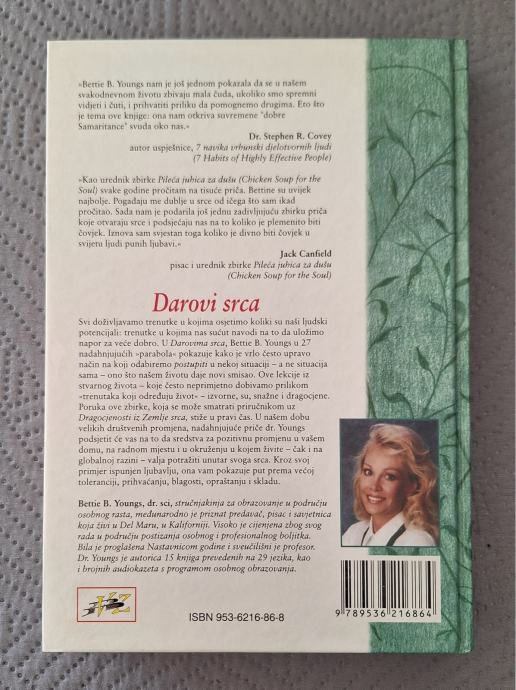 »Bettie B. Youngs nam je još jednom pokazala da se u našem
svakodnevnom životu zbivaju mala čuda, ukoliko smo spremni
vidjeti i čuti, i prihvatiti priliku da pomognemo drugima. Eto što
je tema ove knjige: ona nam otkriva suvremene "dobre
Samaritance" svuda oko nas.«
Dr. Stephen R. Covey
autor uspješnice, 7 navika vrhunski djelotvornih ljudi
(7 Habits of Highly Effective People)
»Kao urednik zbirke Pileća juhica za dušu (Chicken Soup for the
Soul) svake godine pročitam na tisuće priča. Bettine su uvijek
najbolje. Pogađaju me dublje u srce od ičega što sam ikad
pročitao. Sada nam je podarila još jednu zadivljujuću zbirku priča
koje otvaraju srce i podsjećaju nas na to koliko je plemenito biti
čovjek. Iznova sam svjestan toga koliko je divno biti čovjek u
svijetu ljudi punih ljubavi.«
Jack Canfield
pisac i urednik zbirke Pileća juhica za dušu
(Chicken Soup for the Soul)
Darovi srca
Svi doživljavamo trenutke u kojima osjetimo koliki su naši ljudski
potencijali: trenutke u kojima nas sućut navodi na to da uložimo
napor za veće dobro. U Darovima srca, Bettie B. Youngs u 27
nadahnjujućih »parabola« pokazuje kako je vrlo često upravo
način na koji odabiremo postupiti u nekoj situaciji – a ne situacija
sama – ono što našem životu daje novi smisao. Ove lekcije iz
stvarnog života – koje često neprimjetno dobivamo prilikom
»trenutaka koji određuju život« – izvorne, su, snažne i dragocjene.
Poruka ove zbirke, koja se može smatrati priručnikom uz
Dragocjenosti iz Zemlje srca, stiže u pravi čas. U našem dobu
velikih društvenih promjena, nadahnjujuće priče dr. Youngs
podsjetit će vas na to da sredstva za pozitivnu promjenu u vašem
domu, na radnom mjestu i u okruženju u kojem živite – čak i na
globalnoj razini – valja potražiti unutar svoga srca. Kroz svoj
primjer ispunjen ljubavlju, ona vam pokazuje put prema većoj
toleranciji, prihvaćanju, blagosti, opraštanju i skladu.
Bettie B. Youngs, dr. sci, stručnjakinja za obrazovanje u području
osobnog rasta, međunarodno je priznat predavač, pisac i savjetnica
koja živi u Del Maru, u Kaliforniji. Visoko je cijenjena zbog svog
rada u području postizanja osobnog i profesionalnog boljitka.
Bila je proglašena Nastavnicom godine i sveučilišni je profesor.
Dr. Youngs je autorica 15 knjiga prevedenih na 29 jezika, kao
i brojnih audiokazeta s programom osobnog obrazovanja.
VZ
ISBN 953-6216-86-8
9 789536 216864